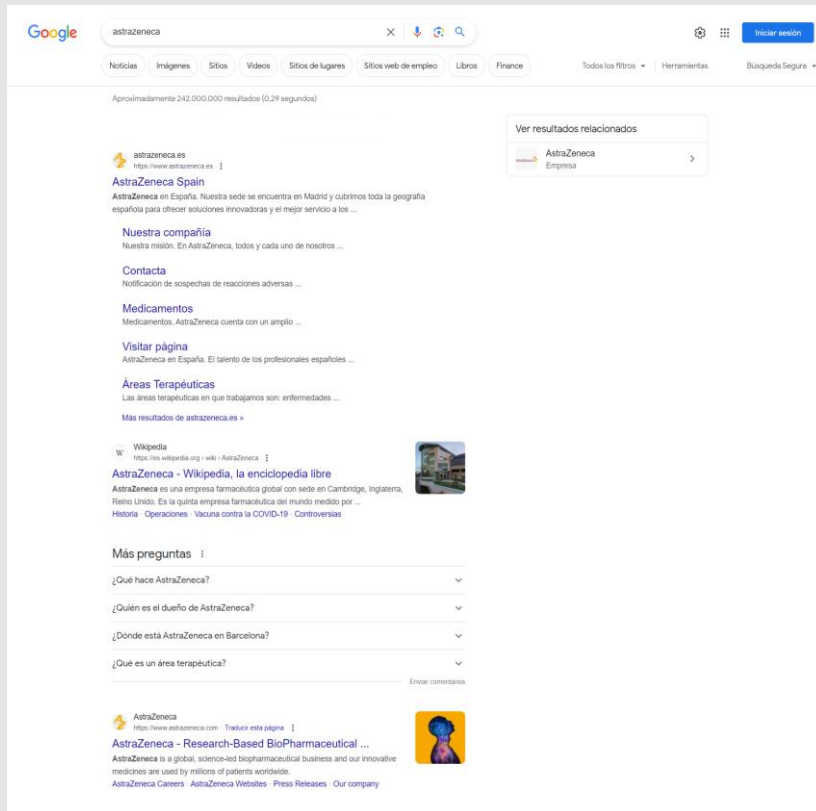 Google
astrazeneca
Iniciar sesión
Noticias Imágenes Sitios Videos Sitios de lugares Sitios web de empleo Libros Finance Todos los filtros Herramientas Búsqueda Segura
Aproximadamente 242.000.000 resultados (0,29 segundos)
Ver resultados relacionados
AstraZeneca
Empresa
astrazeneca.es
https://www.astrazeneca.es
AstraZeneca Spain
AstraZeneca en España. Nuestra sede se encuentra en Madrid y cubrimos toda la geografía
española para ofrecer soluciones innovadoras y el mejor servicio a los ...
Nuestra compañía
Nuestra misión. En AstraZeneca, todos y cada uno de nosotros ...
Contacta
Notificación de sospechas de reacciones adversas ...
Medicamentos
Medicamentos. AstraZeneca cuenta con un amplio ...
Visitar página
AstraZeneca en España. El talento de los profesionales españoles ...
Áreas Terapéuticas
Las áreas terapéuticas en que trabajamos son: enfermedades ...
Más resultados de astrazeneca.es »
W
Wikipedia
https://es.wikipedia.org › wiki › AstraZeneca
AstraZeneca - Wikipedia, la enciclopedia libre
AstraZeneca es una empresa farmacéutica global con sede en Cambridge, Inglaterra,
Reino Unido. Es la quinta empresa farmacéutica del mundo medido por ...
Historia · Operaciones · Vacuna contra la COVID-19 · Controversias
Más preguntas
¿Qué hace AstraZeneca?
¿Quién es el dueño de AstraZeneca?
¿Dónde está AstraZeneca en Barcelona?
¿Qué es un área terapéutica?
Enviar comentarios
AstraZeneca
https://www.astrazeneca.com · Traducir esta página
AstraZeneca - Research-Based BioPharmaceutical ...
AstraZeneca is a global, science-led biopharmaceutical business and our innovative
medicines are used by millions of patients worldwide.
AstraZeneca Careers · AstraZeneca Websites · Press Releases · Our company